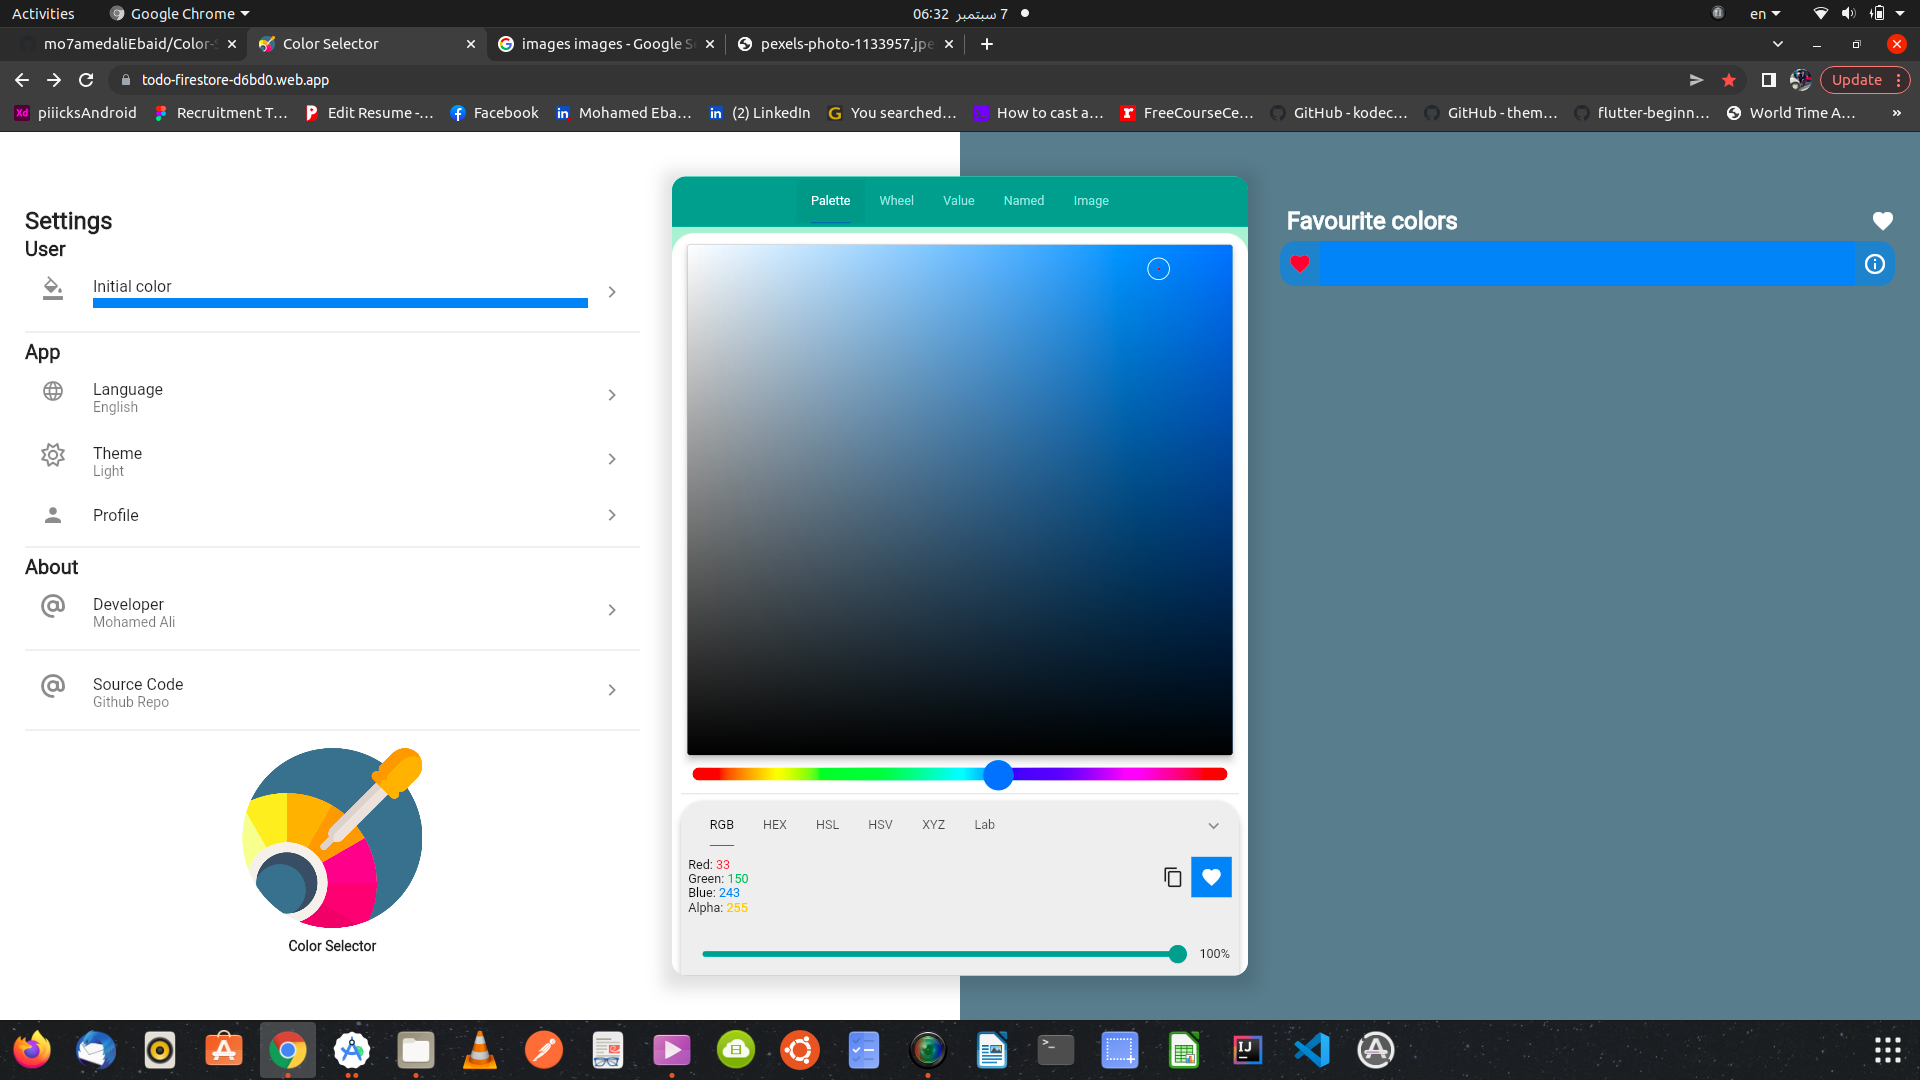 Activities
Google Chrome
7 سبتمبر 06:32
en
mo7amedaliEbaid/Color-S
Color Selector
images images - Google Se
pexels-photo-1133957.jpe
todo-firestore-d6bd0.web.app
Update
piiicksAndroid
Recruitment T...
Edit Resume -...
Facebook
Mohamed Eba...
(2) LinkedIn
You searched...
How to cast a...
FreeCourseCe...
GitHub - kodec...
GitHub - them...
flutter-beginn...
World Time A...
»
Settings
User
Initial color
App
Language
English
Theme
Light
Profile
About
Developer
Mohamed Ali
Source Code
Github Repo
Color Selector
Palette
Wheel
Value
Named
Image
RGB
HEX
HSL
HSV
XYZ
Lab
Red: 33
Green: 150
Blue: 243
Alpha: 255
100%
Favourite colors